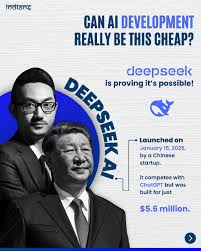 indianz
CAN AI DEVELOPMENT
REALLY BE THIS CHEAP?
deepseek
is proving it's possible!
DEEPSEEK AI
Launched on
January 15, 2025,
by a Chinese
startup.
it competes with
ChatGPT but was
built for just
$5.6 million.